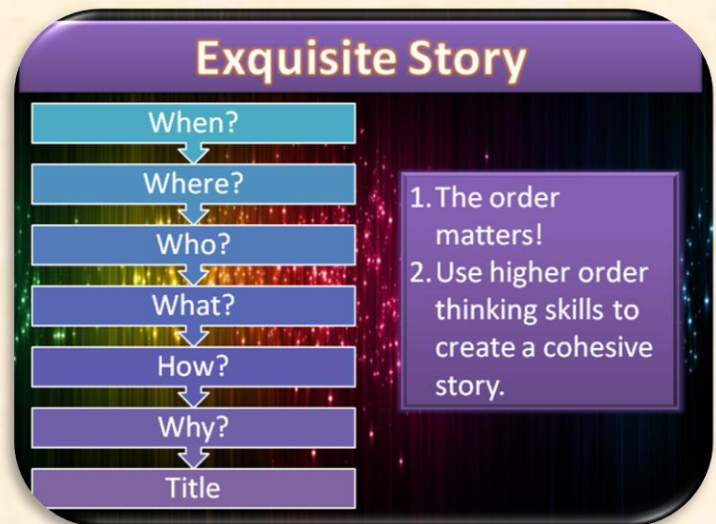 Exquisite Story
When?
Where?
Who?
What?
How?
Why?
Title
1. The order
matters!
2. Use higher order
thinking skills to
create a cohesive
story.